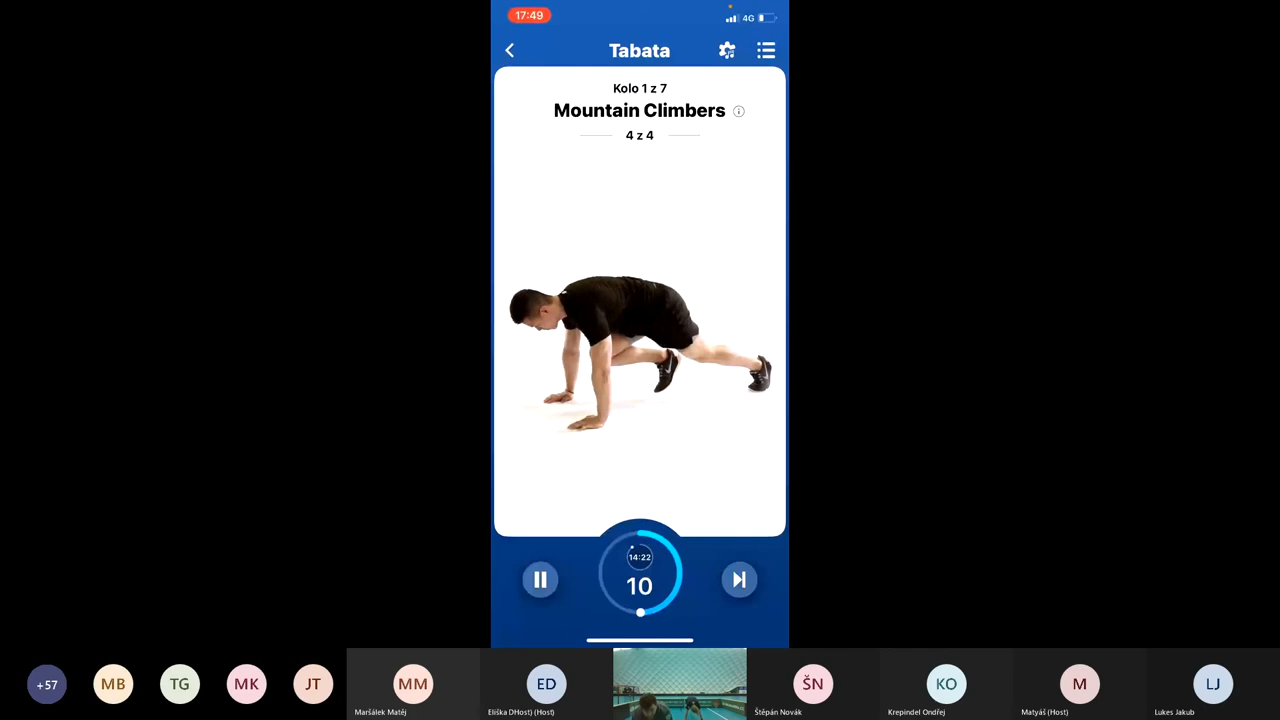 17:49
4G
Tabata
Kolo 1 z 7
Mountain Climbers
4 z 4
14:22
10
+57
MB
TG
MK
JT
MM
Maršálek Matěj
ED
Eliška DHost) (Host)
ŠN
Štěpán Novák
KO
Krepindel Ondřej
M
Matyáš (Host)
LJ
Lukes Jakub